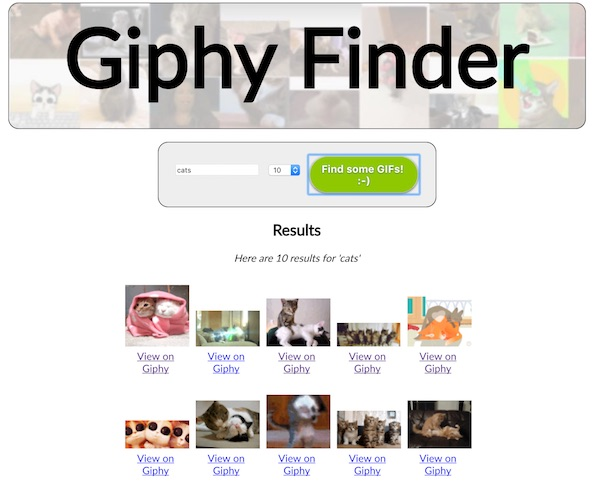 Giphy Finder
cats
10
Find some GIFs!
:-)
Results
Here are 10 results for 'cats'
View on
Giphy
View on
Giphy
View on
Giphy
View on
Giphy
View on
Giphy
View on
Giphy
View on
Giphy
View on
Giphy
View on
Giphy
View on
Giphy